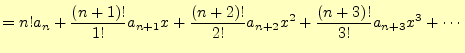 $= n!a_n + \frac{(n+1)!}{1!}a_{n+1}x + \frac{(n+2)!}{2!}a_{n+2}x^2 + \frac{(n+3)!}{3!}a_{n+3}x^3 + \cdots$